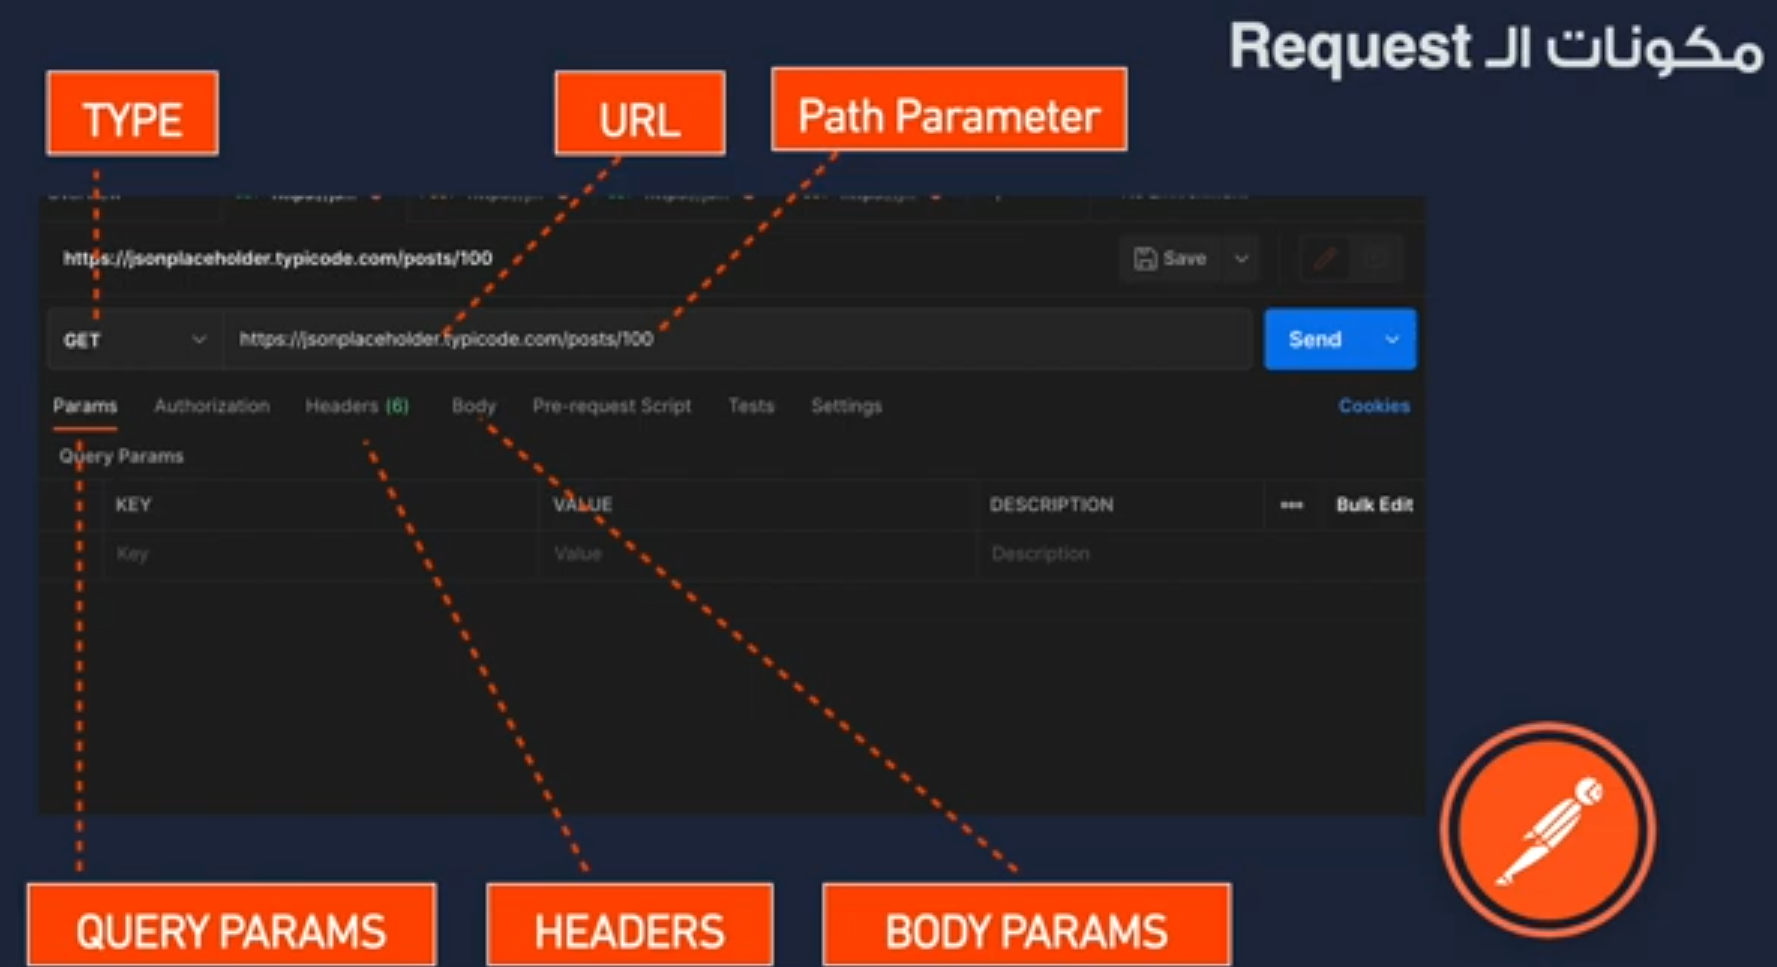 مكونات الـ Request
TYPE
URL
Path Parameter
https://jsonplaceholder.typicode.com/posts/100
Save
GET
https://jsonplaceholder.typicode.com/posts/100
Send
Params Authorization Headers (6) Body Pre-request Script Tests Settings Cookies
Query Params
KEY VALUE DESCRIPTION ••• Bulk Edit
Key Value Description
QUERY PARAMS
HEADERS
BODY PARAMS